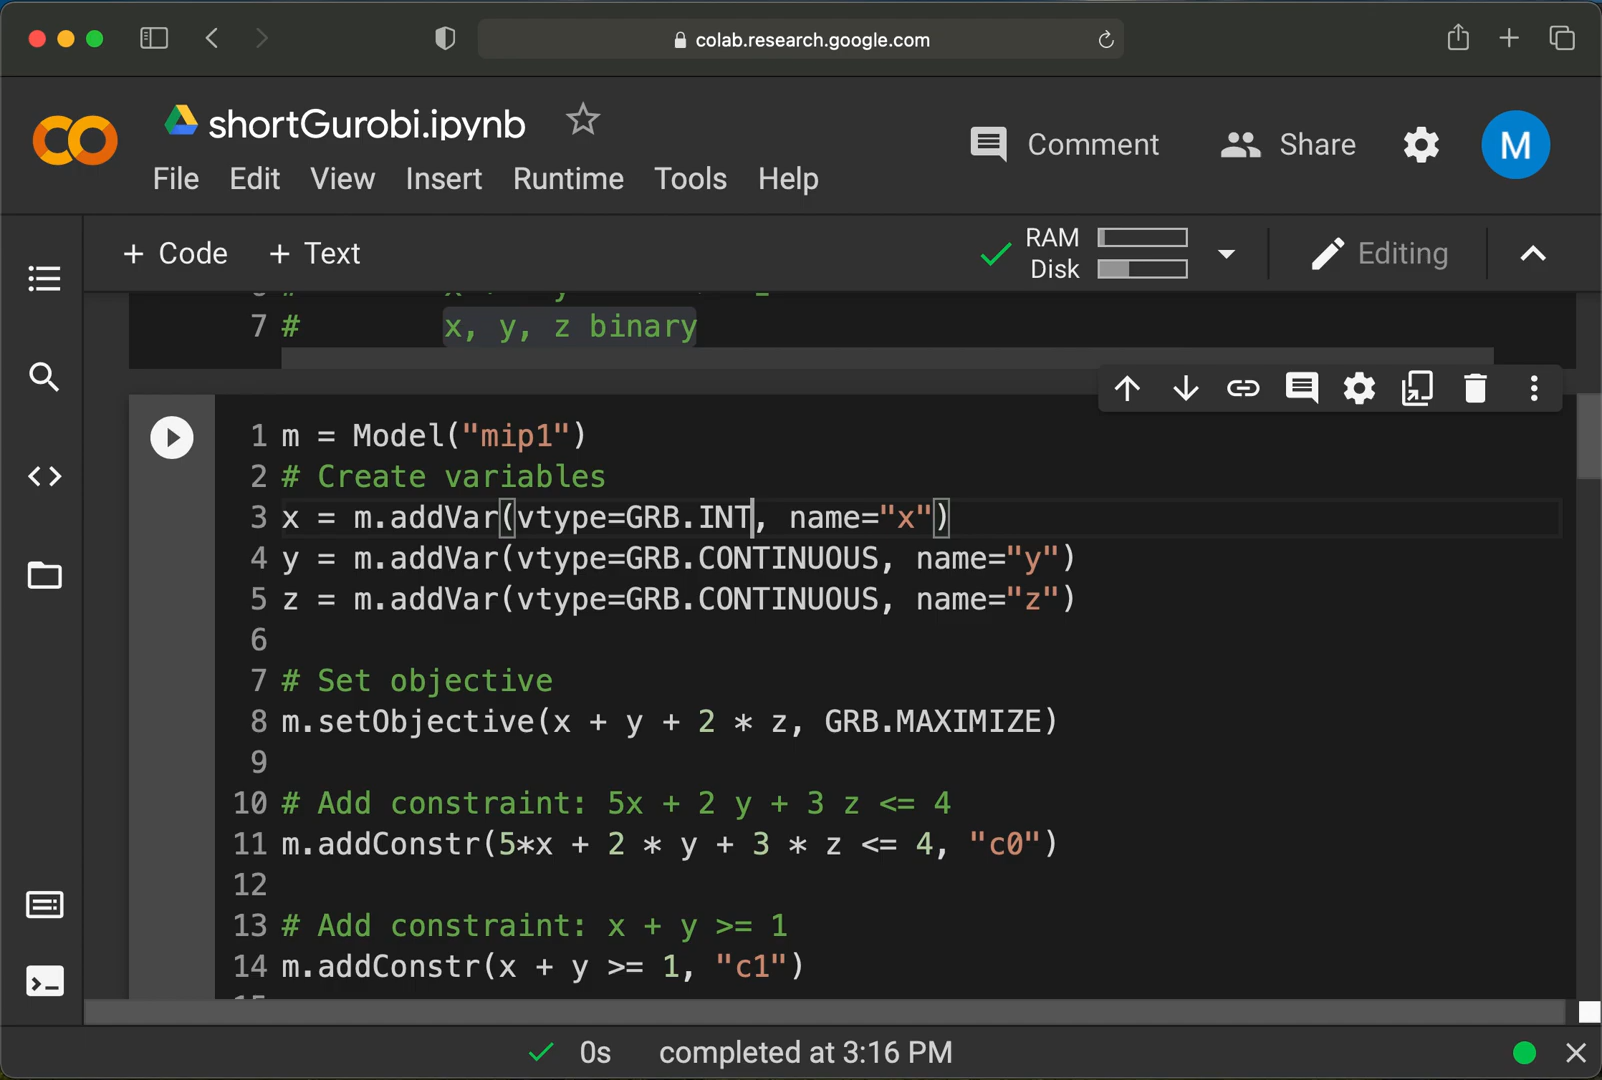 colab.research.google.com
shortGurobi.ipynb
Comment
Share
M
File Edit View Insert Runtime Tools Help
+ Code + Text
RAM
Disk
Editing
7 # x, y, z binary
1 m = Model("mip1")
2 # Create variables
3 x = m.addVar(vtype=GRB.INT, name="x")
4 y = m.addVar(vtype=GRB.CONTINUOUS, name="y")
5 z = m.addVar(vtype=GRB.CONTINUOUS, name="z")
6
7 # Set objective
8 m.setObjective(x + y + 2 * z, GRB.MAXIMIZE)
9
10 # Add constraint: 5x + 2 y + 3 z <= 4
11 m.addConstr(5*x + 2 * y + 3 * z <= 4, "c0")
12
13 # Add constraint: x + y >= 1
14 m.addConstr(x + y >= 1, "c1")
0s completed at 3:16 PM